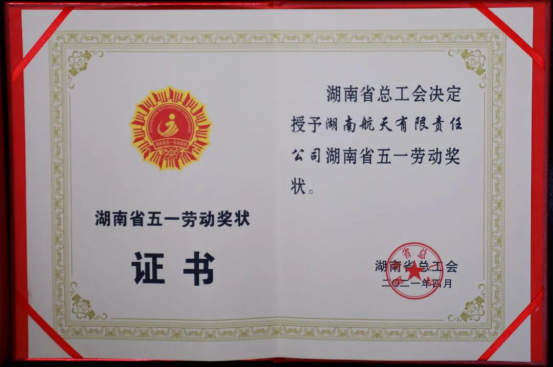 湖南省五一劳动奖状
证书
湖南省总工会决定
授予湖南航天有限责任
公司湖南省五一劳动奖
状。
湖南省总工会
二〇二一年四月